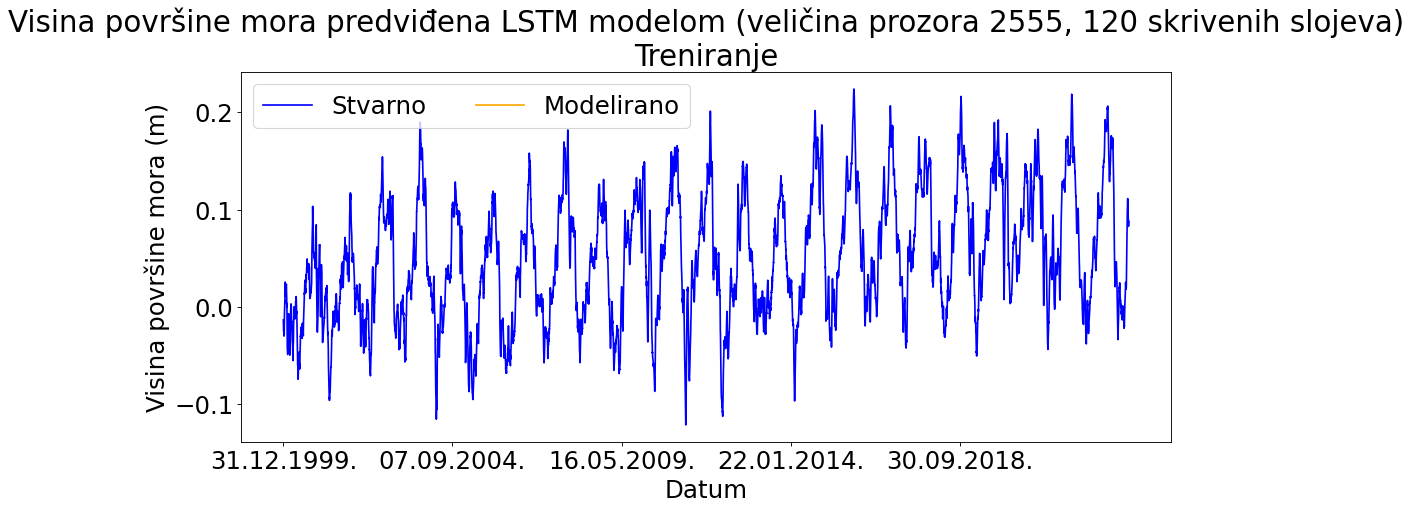 Visina površine mora predviđena LSTM modelom (veličina prozora 2555, 120 skrivenih slojeva)
Treniranje
Stvarno
Modelirano
Visina površine mora (m)
0.2
0.1
0.0
−0.1
31.12.1999.
07.09.2004.
16.05.2009.
22.01.2014.
30.09.2018.
Datum